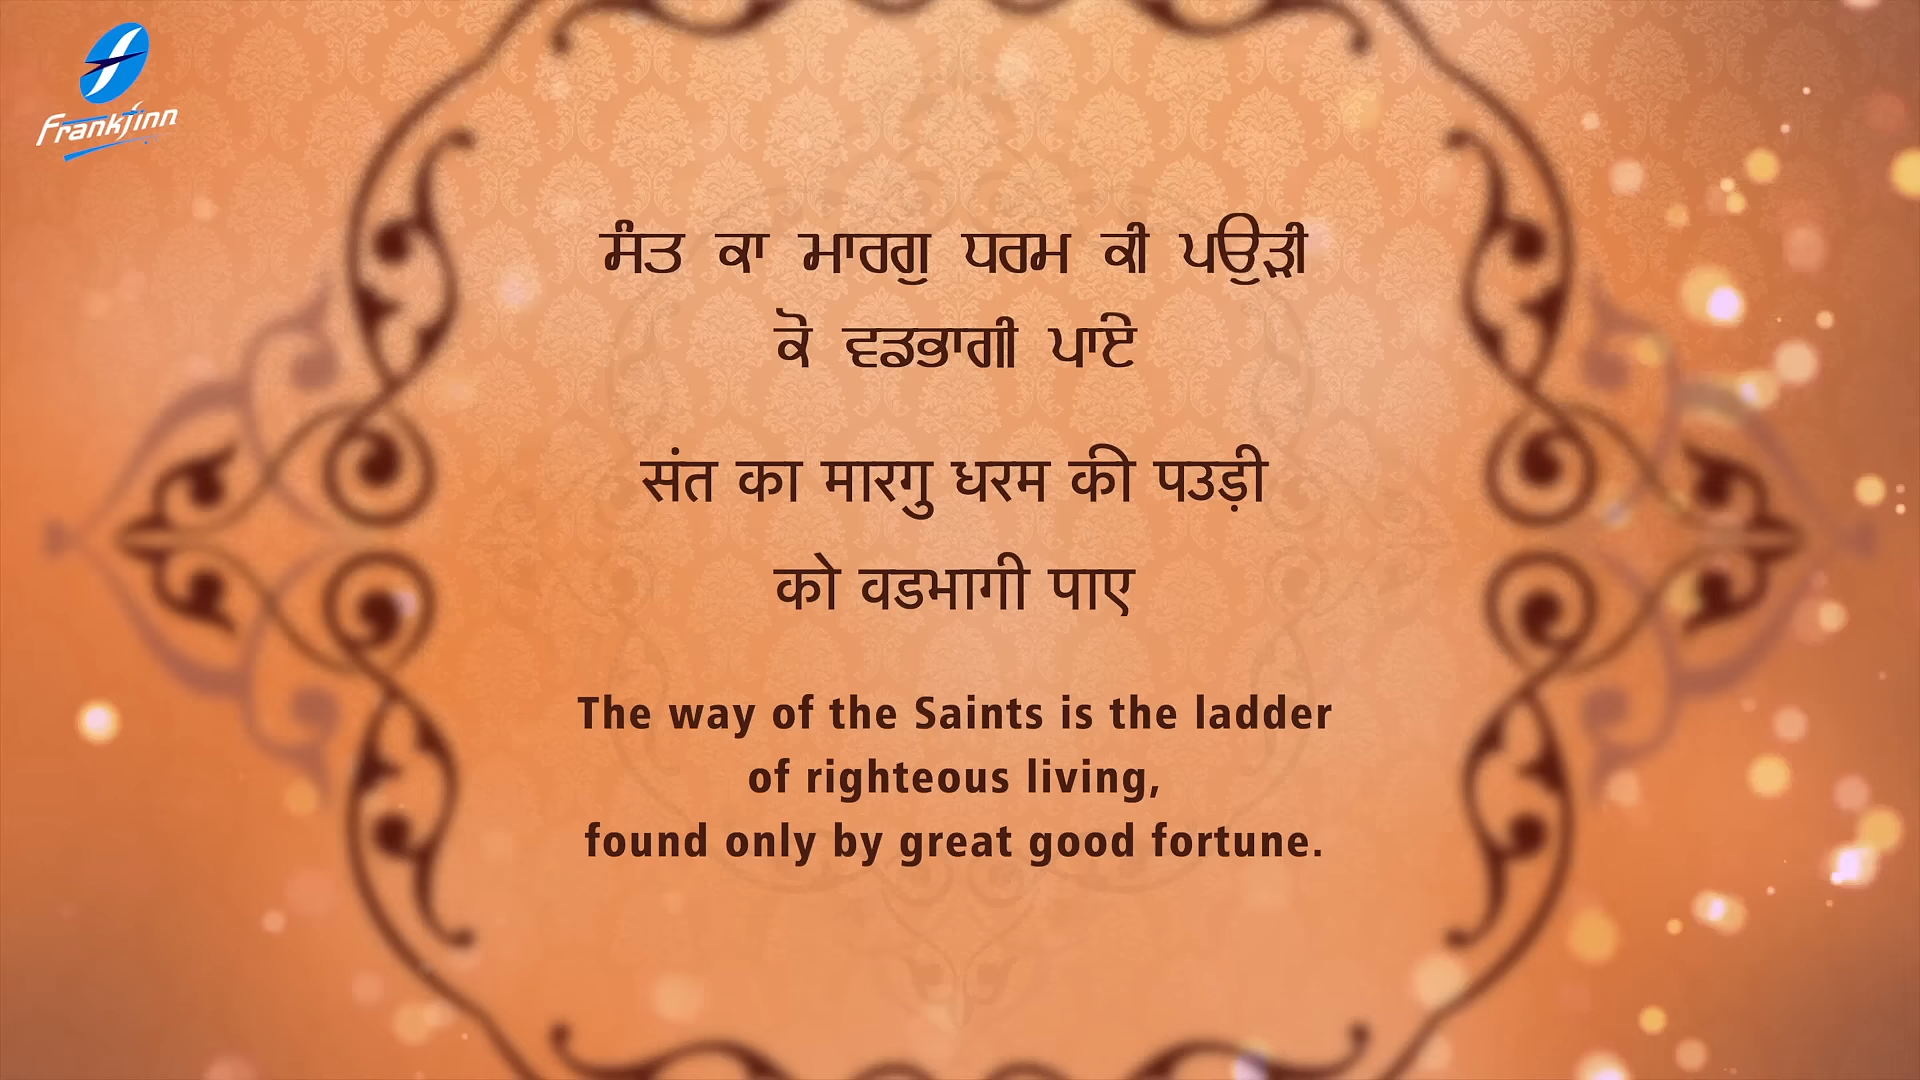 Frankfinn
ਸੰਤ ਕਾ ਮਾਰਗੁ ਧਰਮ ਕੀ ਪਉੜੀ
ਕੋ ਵਡਭਾਗੀ ਪਾਏ
संत का मारगु धरम की पउड़ी
को वडभागी पाए
The way of the Saints is the ladder
of righteous living,
found only by great good fortune.